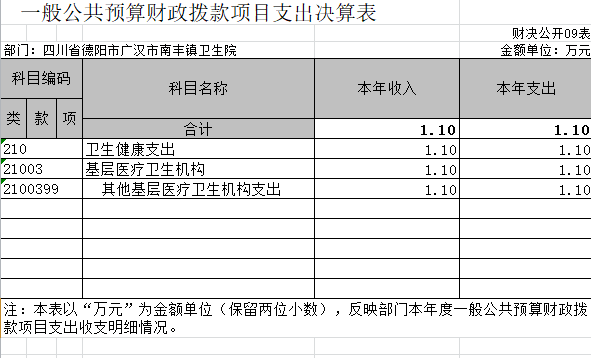 一般公共预算财政拨款项目支出决算表
财决公开09表
部门：四川省德阳市广汉市南丰镇卫生院 金额单位：万元
科目编码 科目名称 本年收入 本年支出
类 款 项
合计 1.10 1.10
210 卫生健康支出 1.10 1.10
21003 基层医疗卫生机构 1.10 1.10
2100399 其他基层医疗卫生机构支出 1.10 1.10
注：本表以“万元”为金额单位（保留两位小数），反映部门本年度一般公共预算财政拨
款项目支出收支明细情况。